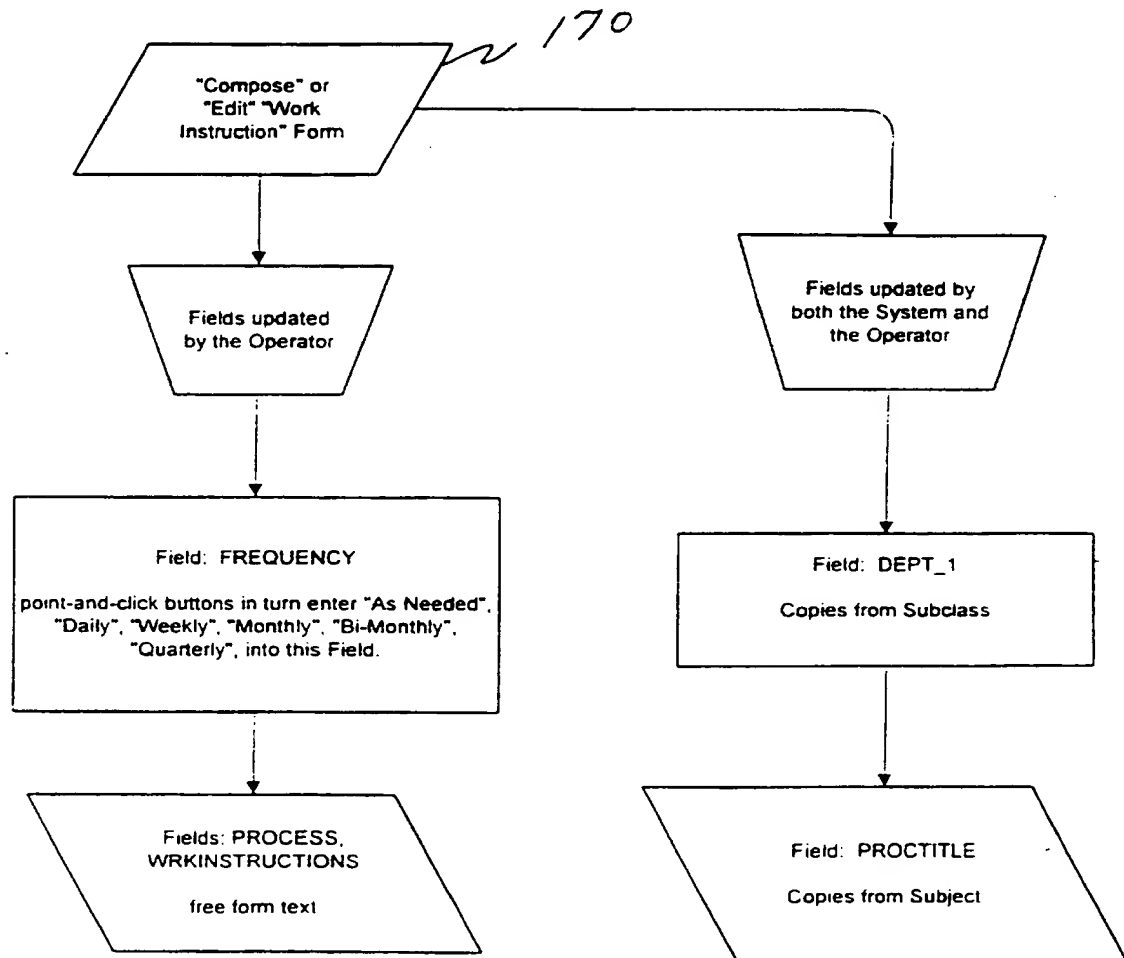 170
"Compose" or
"Edit" "Work
Instruction" Form
Fields updated
by the Operator
Fields updated by
both the System and
the Operator
Field: FREQUENCY
point-and-click buttons in turn enter "As Needed",
"Daily", "Weekly", "Monthly", "Bi-Monthly",
"Quarterly", into this Field.
Field: DEPT_1
Copies from Subclass
Fields: PROCESS,
WRKINSTRUCTIONS
free form text
Field: PROCTITLE
Copies from Subject